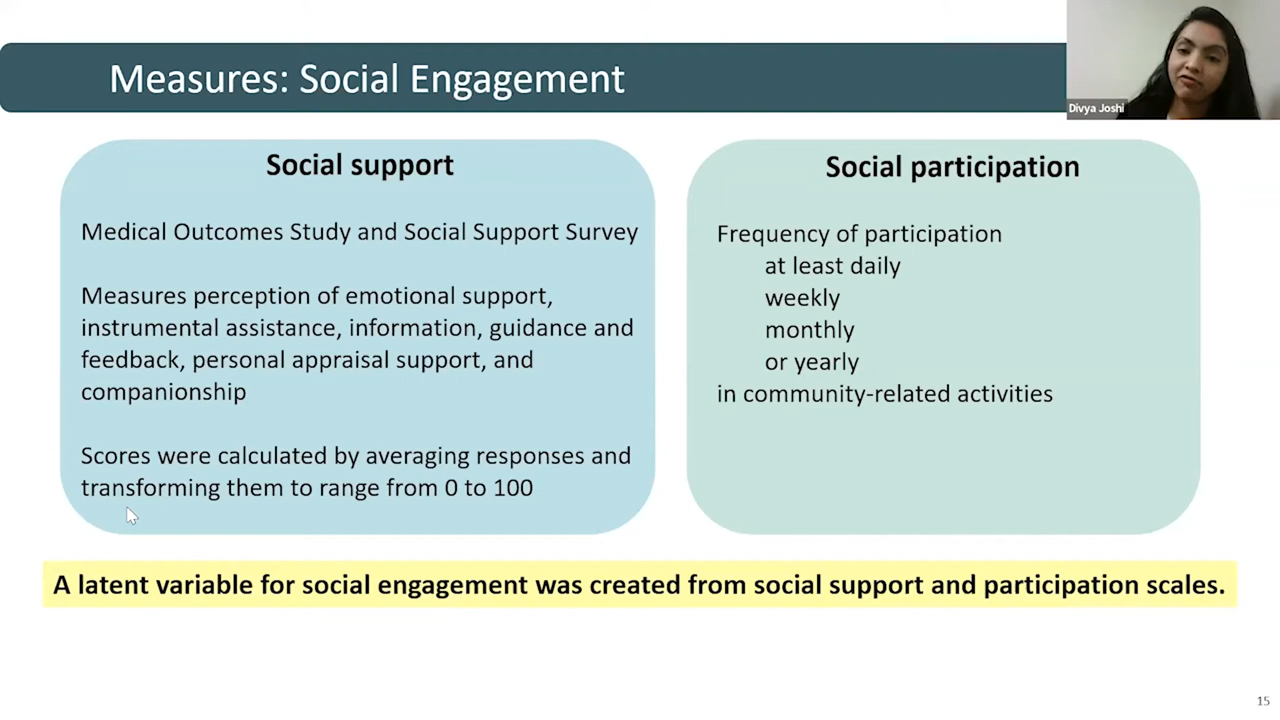 Measures: Social Engagement
Divya Joshi
Social support
Medical Outcomes Study and Social Support Survey
Measures perception of emotional support,
instrumental assistance, information, guidance and
feedback, personal appraisal support, and
companionship
Scores were calculated by averaging responses and
transforming them to range from 0 to 100
Social participation
Frequency of participation
at least daily
weekly
monthly
or yearly
in community-related activities
A latent variable for social engagement was created from social support and participation scales.
15